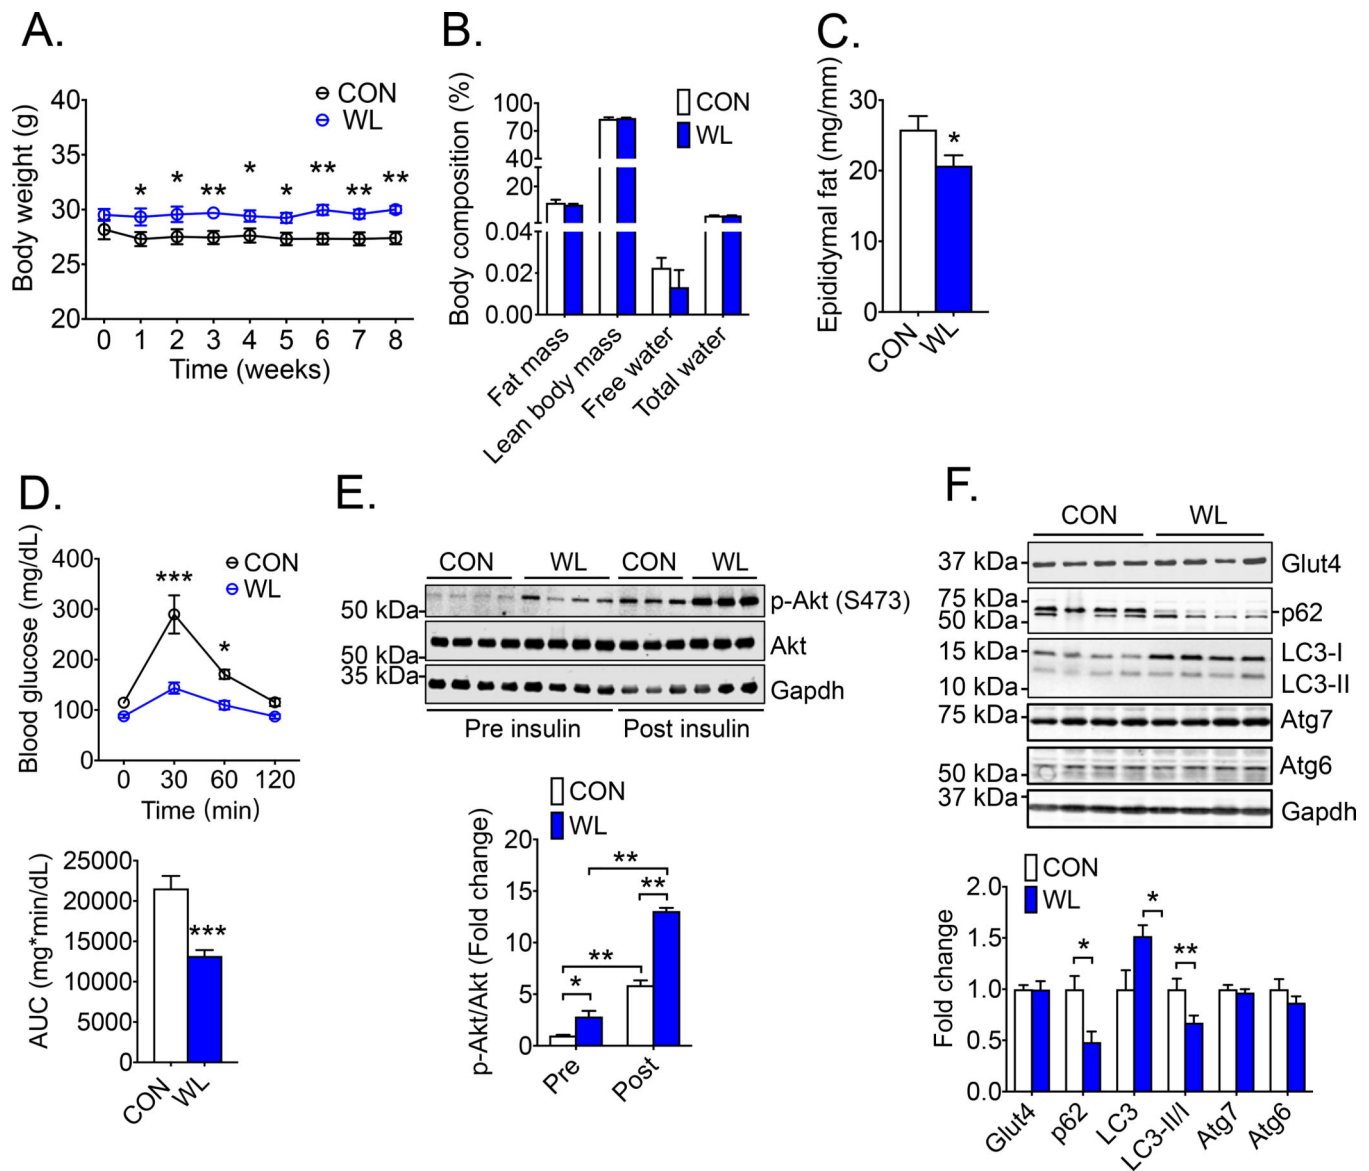 A.
CON
WL
Body weight (g)
40
35
30
25
20
* * ** * * ** ** **
0 1 2 3 4 5 6 7 8
Time (weeks)
B.
CON
WL
Body composition (%)
100
70
40
20
0.04
0.02
0.00
Fat mass
Lean body mass
Free water
Total water
C.
Epididymal fat (mg/mm)
30
20
10
0
*
CON
WL
D.
Blood glucose (mg/dL)
CON
WL
400
300
200
100
0
***
*
0 30 60 120
Time (min)
AUC (mg*min/dL)
25000
20000
15000
10000
5000
0
***
CON
WL
E.
CON WL CON WL
50 kDa p-Akt (S473)
50 kDa Akt
35 kDa Gapdh
Pre insulin Post insulin
CON
WL
p-Akt/Akt (Fold change)
20
15
10
5
0
**
**
**
*
Pre
Post
F.
CON WL
37 kDa Glut4
75 kDa
50 kDa p62
15 kDa LC3-I
10 kDa LC3-II
75 kDa Atg7
50 kDa Atg6
37 kDa Gapdh
CON
WL
Fold change
2.0
1.5
1.0
0.5
0.0
* * **
Glut4
p62
LC3
LC3-II/I
Atg7
Atg6